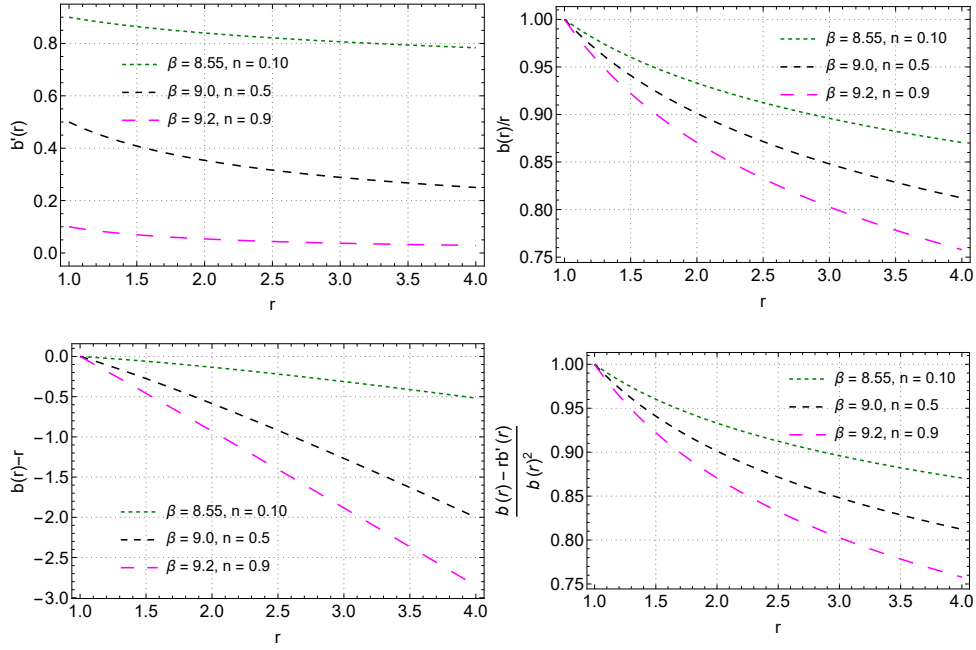 β = 8.55, n = 0.10
β = 9.0, n = 0.5
β = 9.2, n = 0.9
b'(r)
0.8
0.6
0.4
0.2
0.0
1.0 1.5 2.0 2.5 3.0 3.5 4.0
r
β = 8.55, n = 0.10
β = 9.0, n = 0.5
β = 9.2, n = 0.9
b(r)/r
1.00
0.95
0.90
0.85
0.80
0.75
1.0 1.5 2.0 2.5 3.0 3.5 4.0
r
β = 8.55, n = 0.10
β = 9.0, n = 0.5
β = 9.2, n = 0.9
b(r)−r
0.0
−0.5
−1.0
−1.5
−2.0
−2.5
−3.0
1.0 1.5 2.0 2.5 3.0 3.5 4.0
r
β = 8.55, n = 0.10
β = 9.0, n = 0.5
β = 9.2, n = 0.9
b (r) − rb' (r)
b (r)²
1.00
0.95
0.90
0.85
0.80
0.75
1.0 1.5 2.0 2.5 3.0 3.5 4.0
r